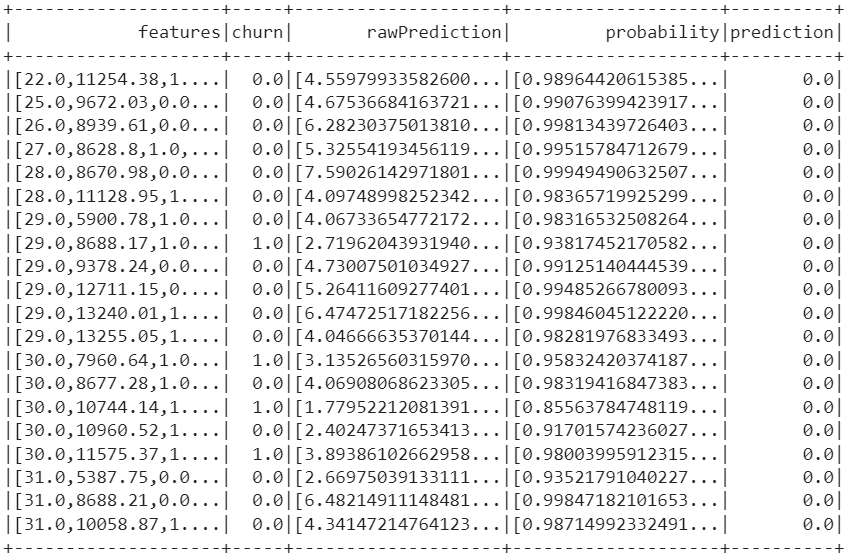 +--------------------+-----+--------------------+--------------------+----------+
|            features|churn|       rawPrediction|         probability|prediction|
+--------------------+-----+--------------------+--------------------+----------+
|[22.0,11254.38,1....|  0.0|[4.55979933582600...|[0.98964420615385...|       0.0|
|[25.0,9672.03,0.0...|  0.0|[4.67536684163721...|[0.99076399423917...|       0.0|
|[26.0,8939.61,0.0...|  0.0|[6.28230375013810...|[0.99813439726403...|       0.0|
|[27.0,8628.8,1.0,...|  0.0|[5.32554193456119...|[0.99515784712679...|       0.0|
|[28.0,8670.98,0.0...|  0.0|[7.59026142971801...|[0.99949490632507...|       0.0|
|[28.0,11128.95,1....|  0.0|[4.09748998252342...|[0.98365719925299...|       0.0|
|[29.0,5900.78,1.0...|  0.0|[4.06733654772172...|[0.98316532508264...|       0.0|
|[29.0,8688.17,1.0...|  1.0|[2.71962043931940...|[0.93817452170582...|       0.0|
|[29.0,9378.24,0.0...|  0.0|[4.73007501034927...|[0.99125140444539...|       0.0|
|[29.0,12711.15,0....|  0.0|[5.26411609277401...|[0.99485266780093...|       0.0|
|[29.0,13240.01,1....|  0.0|[6.47472517182256...|[0.99846045122220...|       0.0|
|[29.0,13255.05,1....|  0.0|[4.04666635370144...|[0.98281976833493...|       0.0|
|[30.0,7960.64,1.0...|  1.0|[3.13526560315970...|[0.95832420374187...|       0.0|
|[30.0,8677.28,1.0...|  0.0|[4.06908068623305...|[0.98319416847383...|       0.0|
|[30.0,10744.14,1....|  1.0|[1.77952212081391...|[0.85563784748119...|       0.0|
|[30.0,10960.52,1....|  0.0|[2.40247371653413...|[0.91701574236027...|       0.0|
|[30.0,11575.37,1....|  1.0|[3.89386102662958...|[0.98003995912315...|       0.0|
|[31.0,5387.75,0.0...|  0.0|[2.66975039133111...|[0.93521791040227...|       0.0|
|[31.0,8688.21,0.0...|  0.0|[6.48214911148481...|[0.99847182101653...|       0.0|
|[31.0,10058.87,1....|  0.0|[4.34147214764123...|[0.98714992332491...|       0.0|
+--------------------+-----+--------------------+--------------------+----------+